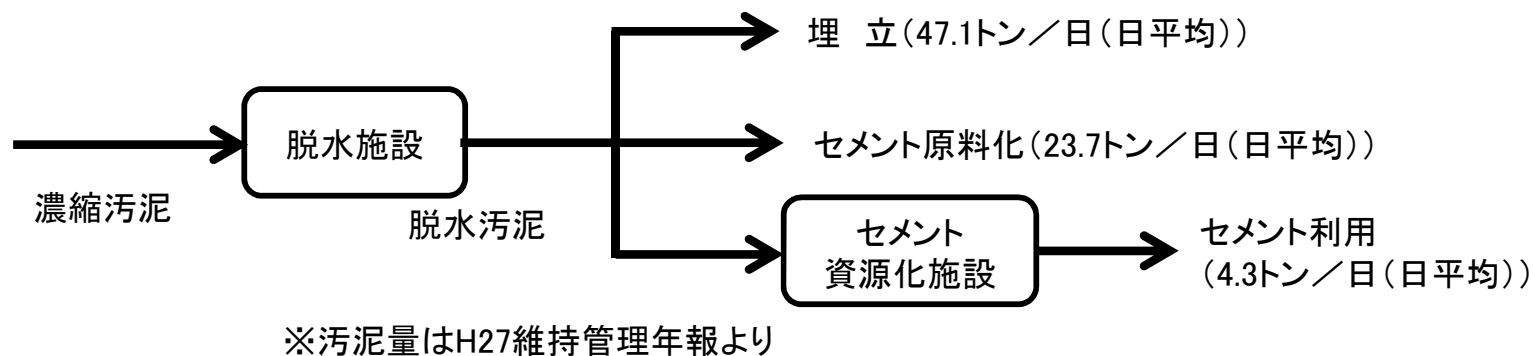 埋　立（47.1トン／日（日平均））
脱水施設
セメント原料化（23.7トン／日（日平均））
濃縮汚泥
脱水汚泥
セメント
資源化施設
セメント利用
（4.3トン／日（日平均））
※汚泥量はH27維持管理年報より